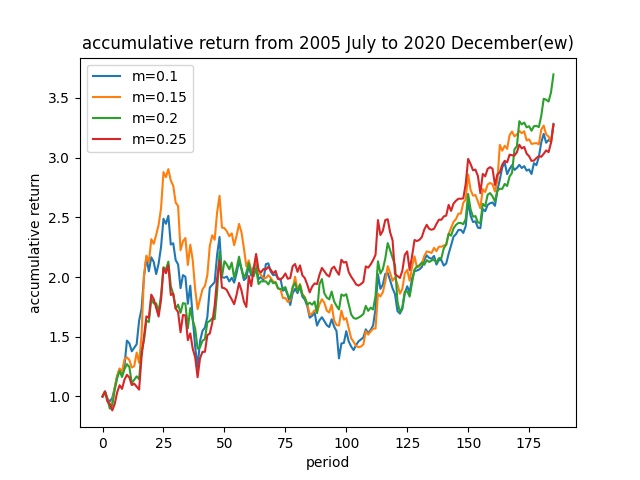 accumulative return from 2005 July to 2020 December(ew)
m=0.1
m=0.15
m=0.2
m=0.25
accumulative return
3.5
3.0
2.5
2.0
1.5
1.0
0 25 50 75 100 125 150 175
period